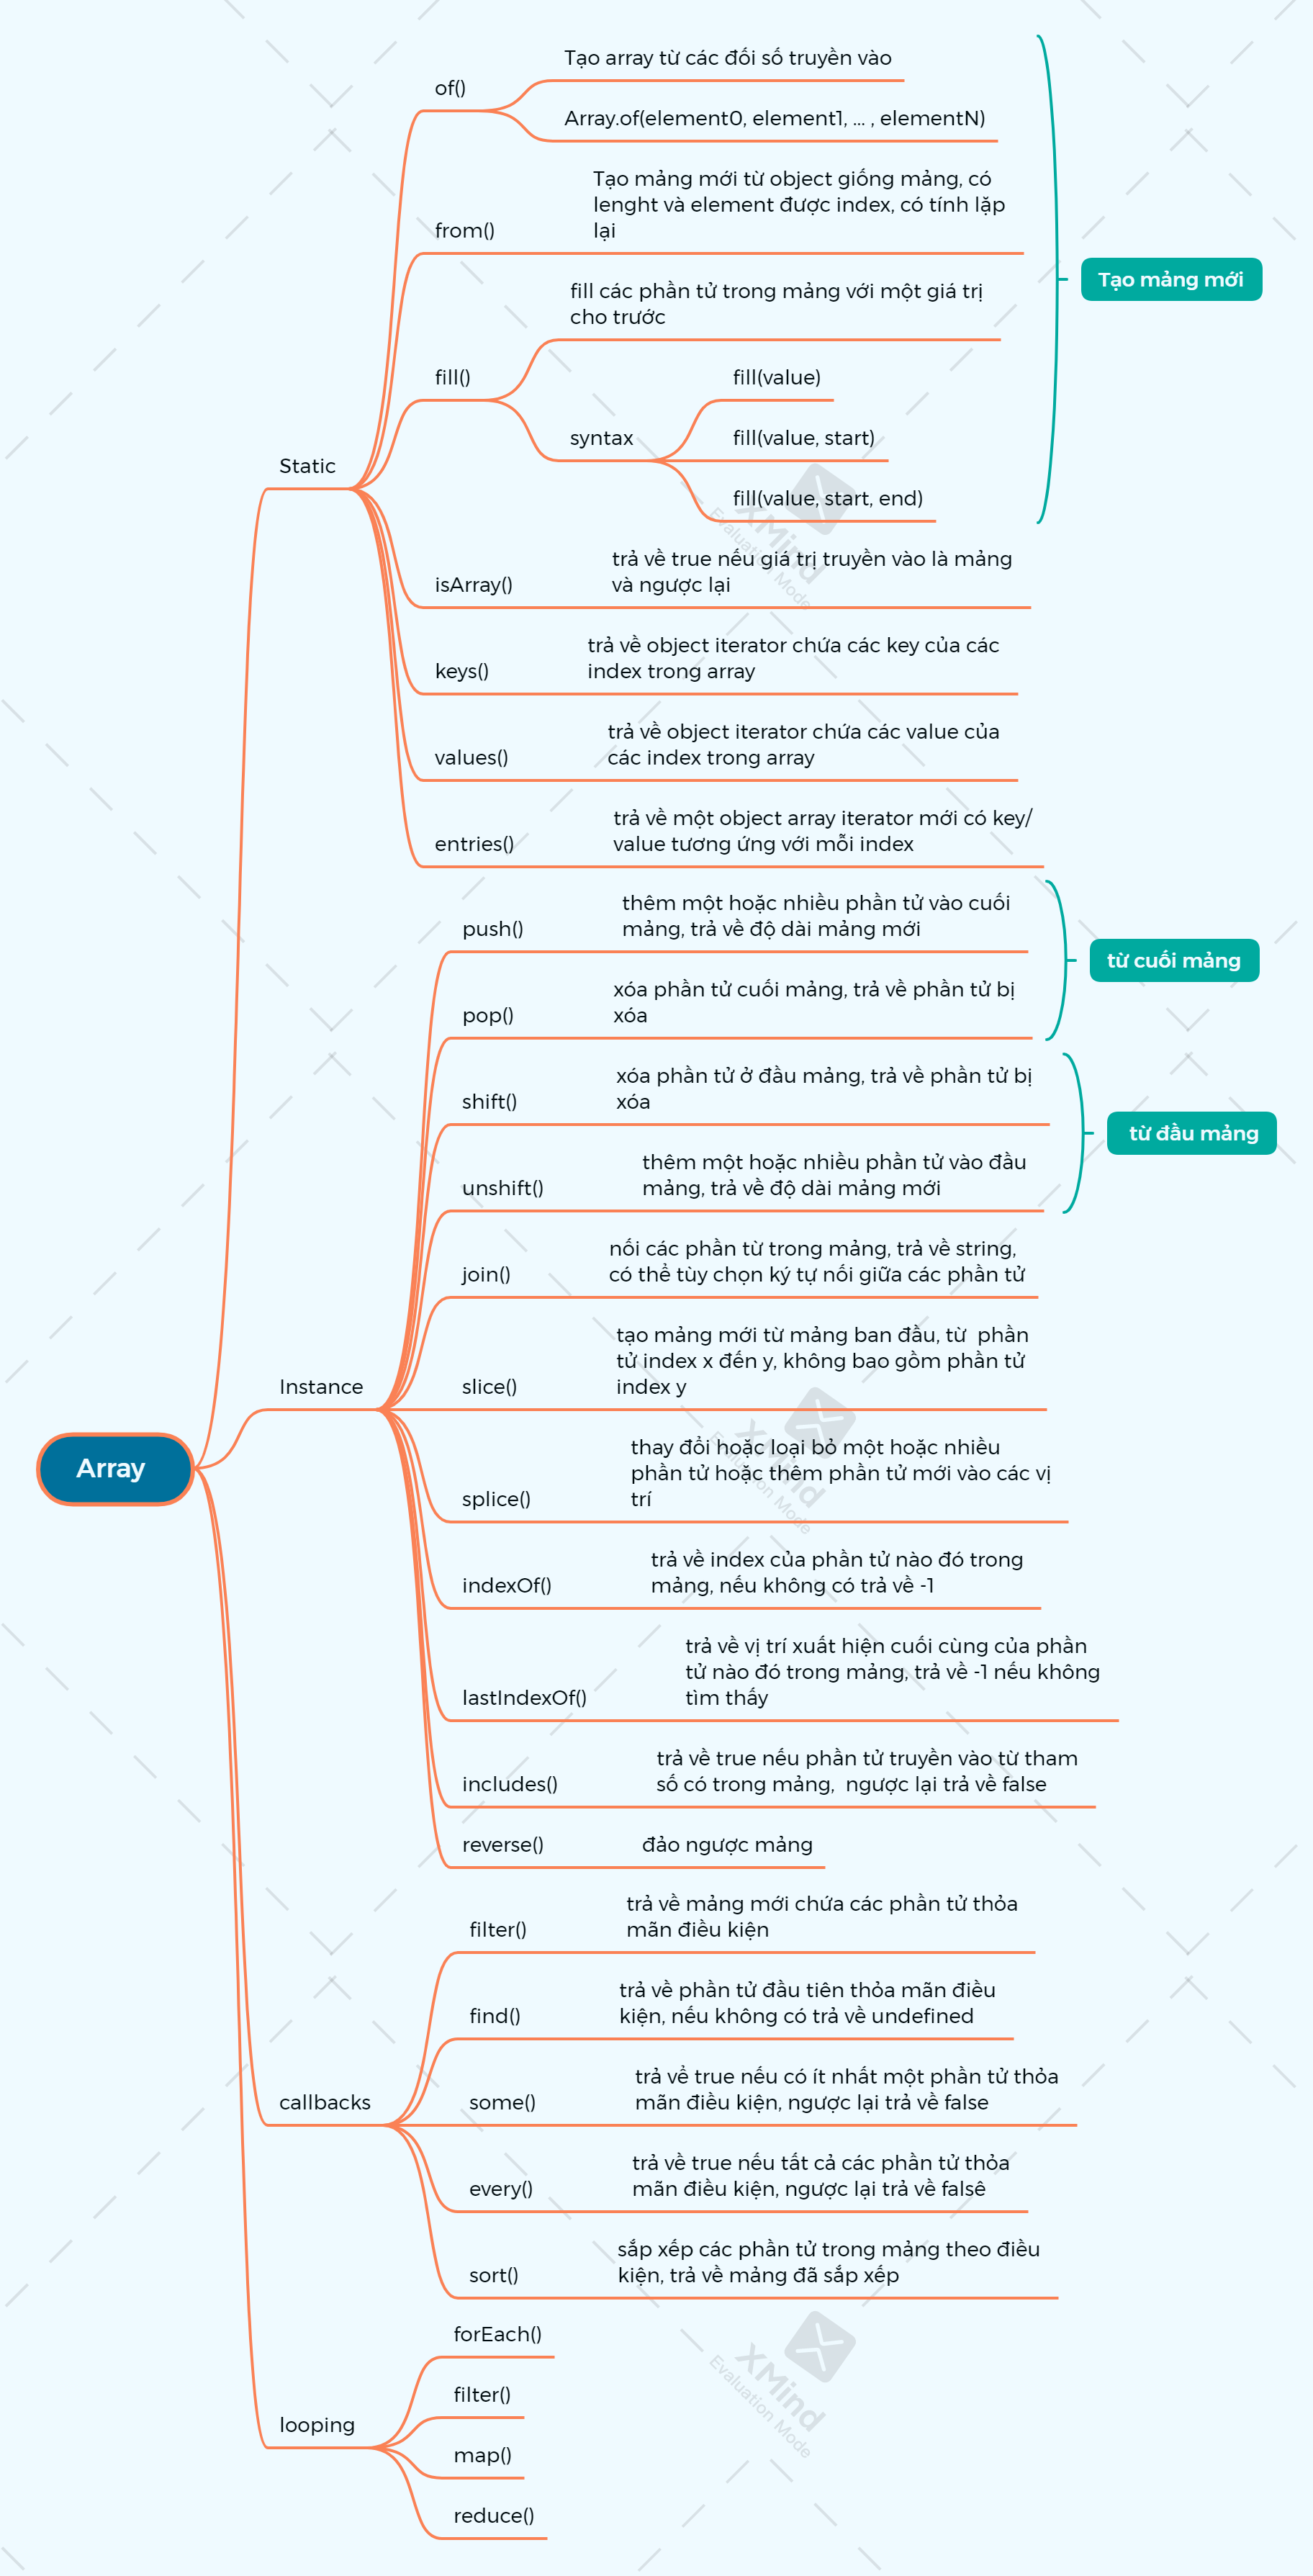 Array
Static
of()
Tạo array từ các đối số truyền vào
Array.of(element0, element1, ... , elementN)
from()
Tạo mảng mới từ object giống mảng, có
lenght và element được index, có tính lặp
lại
fill()
fill các phần tử trong mảng với một giá trị
cho trước
syntax
fill(value)
fill(value, start)
fill(value, start, end)
Tạo mảng mới
isArray()
trả về true nếu giá trị truyền vào là mảng
và ngược lại
keys()
trả về object iterator chứa các key của các
index trong array
values()
trả về object iterator chứa các value của
các index trong array
entries()
trả về một object array iterator mới có key/
value tương ứng với mỗi index
Instance
push()
thêm một hoặc nhiều phần tử vào cuối
mảng, trả về độ dài mảng mới
pop()
xóa phần tử cuối mảng, trả về phần tử bị
xóa
từ cuối mảng
shift()
xóa phần tử ở đầu mảng, trả về phần tử bị
xóa
unshift()
thêm một hoặc nhiều phần tử vào đầu
mảng, trả về độ dài mảng mới
từ đầu mảng
join()
nối các phần từ trong mảng, trả về string,
có thể tùy chọn ký tự nối giữa các phần tử
slice()
tạo mảng mới từ mảng ban đầu, từ  phần
tử index x đến y, không bao gồm phần tử
index y
splice()
thay đổi hoặc loại bỏ một hoặc nhiều
phần tử hoặc thêm phần tử mới vào các vị
trí
indexOf()
trả về index của phần tử nào đó trong
mảng, nếu không có trả về -1
lastIndexOf()
trả về vị trí xuất hiện cuối cùng của phần
tử nào đó trong mảng, trả về -1 nếu không
tìm thấy
includes()
trả về true nếu phần tử truyền vào từ tham
số có trong mảng,  ngược lại trả về false
reverse()
đảo ngược mảng
callbacks
filter()
trả về mảng mới chứa các phần tử thỏa
mãn điều kiện
find()
trả về phần tử đầu tiên thỏa mãn điều
kiện, nếu không có trả về undefined
some()
trả về true nếu có ít nhất một phần tử thỏa
mãn điều kiện, ngược lại trả về false
every()
trả về true nếu tất cả các phần tử thỏa
mãn điều kiện, ngược lại trả về falsê
sort()
sắp xếp các phần tử trong mảng theo điều
kiện, trả về mảng đã sắp xếp
looping
forEach()
filter()
map()
reduce()
XMind
Evaluation Mode
XMind
Evaluation Mode
XMind
Evaluation Mode